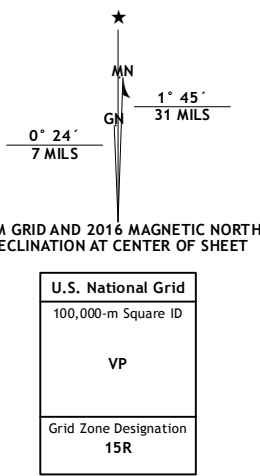 MN
1° 45´
31 MILS
GN
0° 24´
7 MILS
M GRID AND 2016 MAGNETIC NORTH
ECLINATION AT CENTER OF SHEET
U.S. National Grid
100,000-m Square ID
VP
Grid Zone Designation
15R